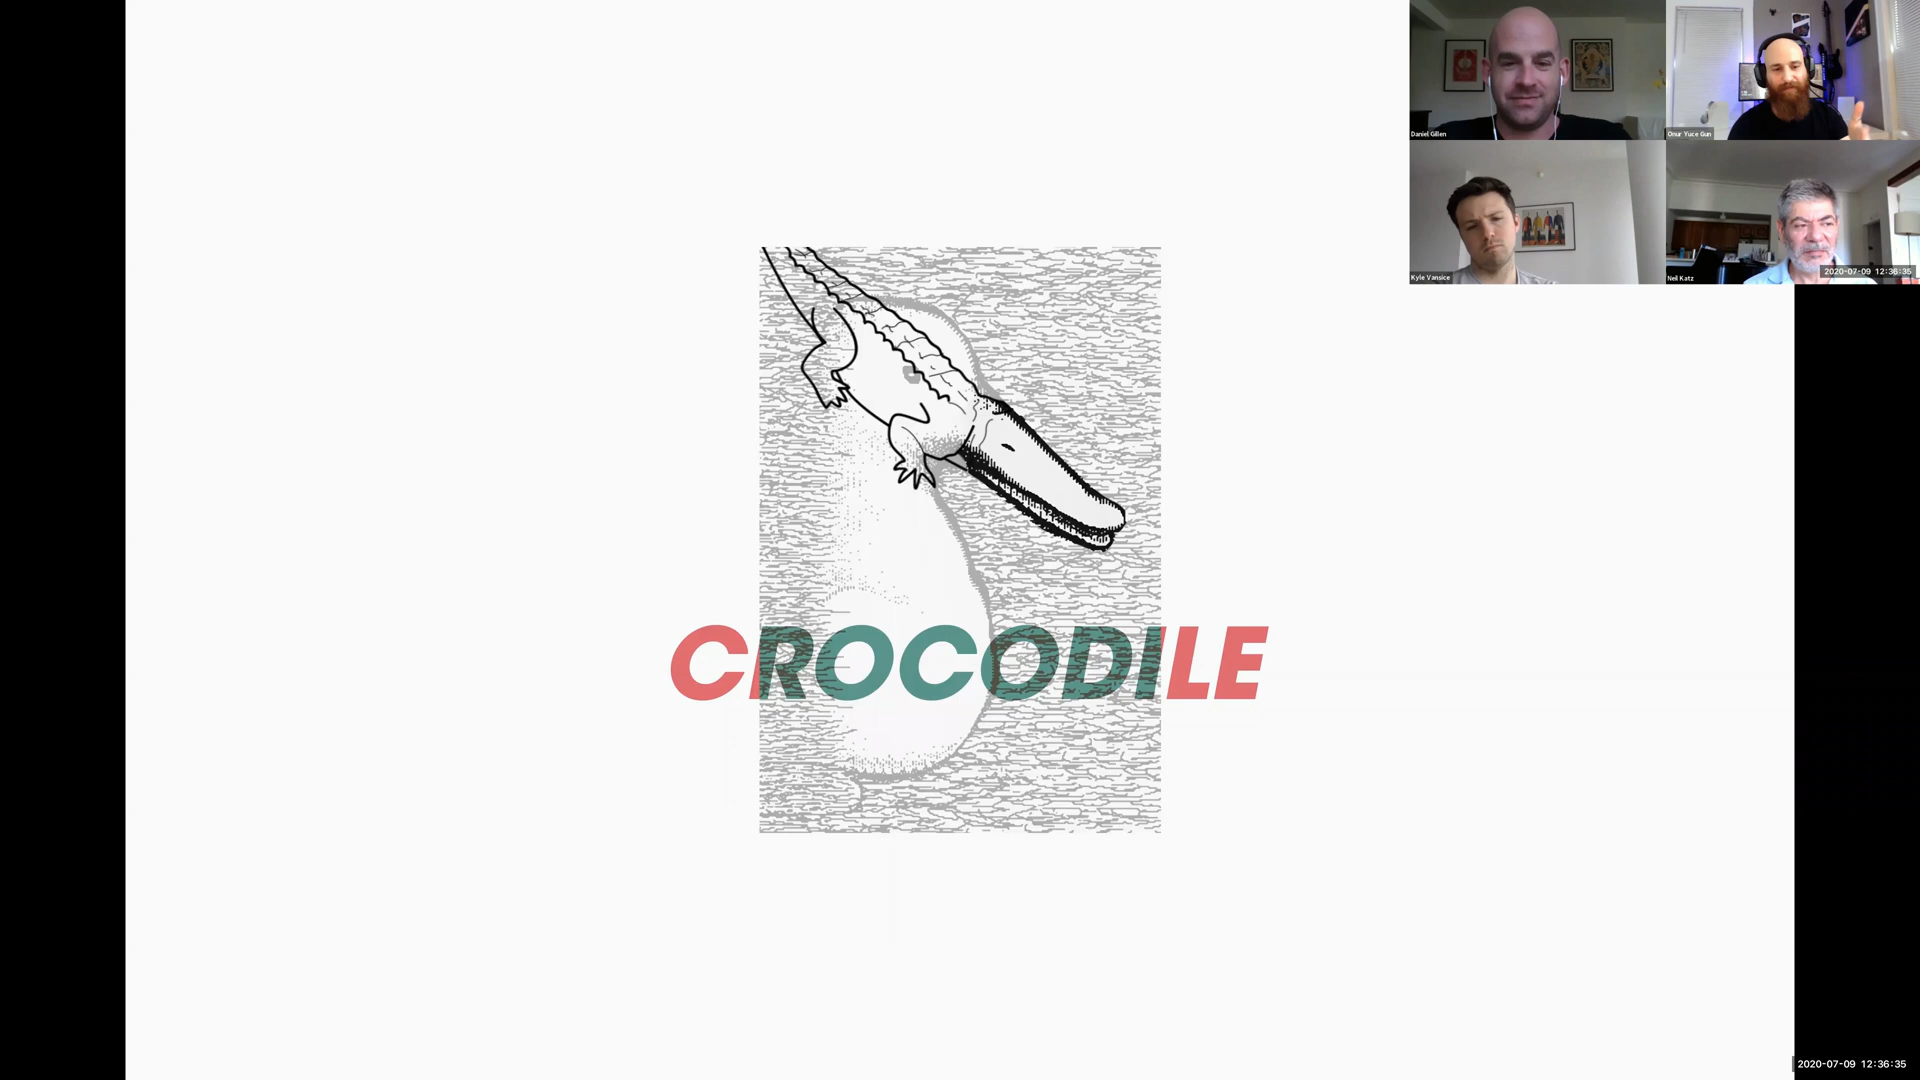 Daniel Gillen
Onur Yuce Gun
Kyle Vansice
Neil Katz
2020-07-09 12:36:35
CROCODILE
2020-07-09 12:36:35